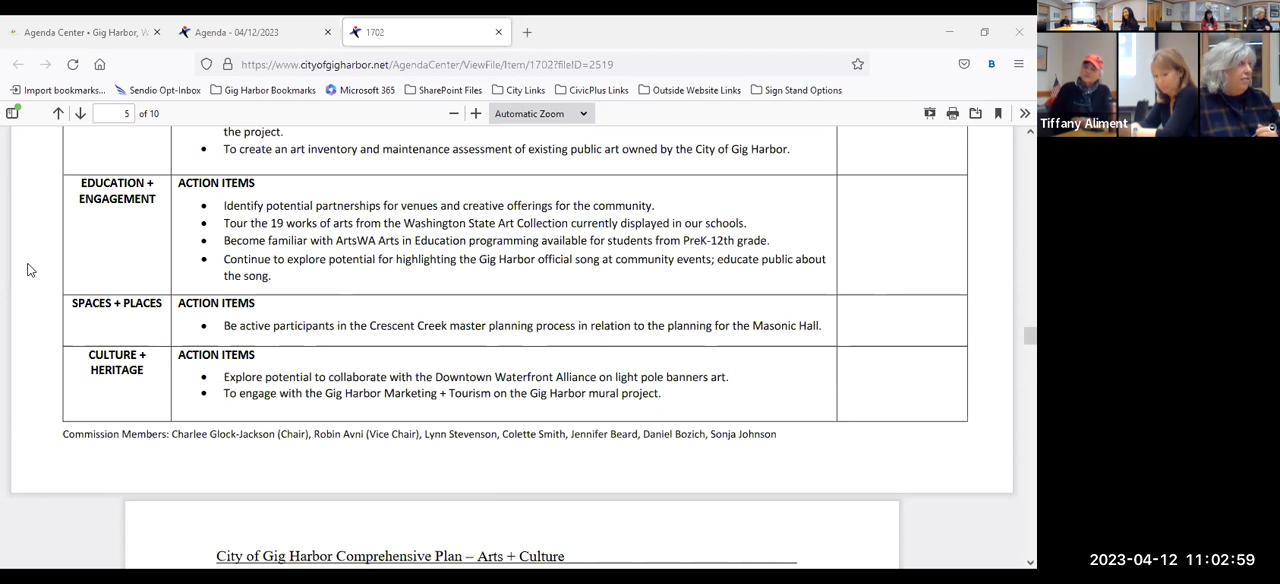 Agenda Center • Gig Harbor, W
Agenda - 04/12/2023
1702
https://www.cityofgigharbor.net/AgendaCenter/ViewFile/Item/1702?fileID=2519
Import bookmarks...
Sendio Opt-Inbox
Gig Harbor Bookmarks
Microsoft 365
SharePoint Files
City Links
CivicPlus Links
Outside Website Links
Sign Stand Options
5 of 10
Automatic Zoom
the project.
• To create an art inventory and maintenance assessment of existing public art owned by the City of Gig Harbor.
EDUCATION +
ENGAGEMENT
ACTION ITEMS
• Identify potential partnerships for venues and creative offerings for the community.
• Tour the 19 works of arts from the Washington State Art Collection currently displayed in our schools.
• Become familiar with ArtsWA Arts in Education programming available for students from PreK-12th grade.
• Continue to explore potential for highlighting the Gig Harbor official song at community events; educate public about
the song.
SPACES + PLACES
ACTION ITEMS
• Be active participants in the Crescent Creek master planning process in relation to the planning for the Masonic Hall.
CULTURE +
HERITAGE
ACTION ITEMS
• Explore potential to collaborate with the Downtown Waterfront Alliance on light pole banners art.
• To engage with the Gig Harbor Marketing + Tourism on the Gig Harbor mural project.
Commission Members: Charlee Glock-Jackson (Chair), Robin Avni (Vice Chair), Lynn Stevenson, Colette Smith, Jennifer Beard, Daniel Bozich, Sonja Johnson
City of Gig Harbor Comprehensive Plan – Arts + Culture
Tiffany Aliment
2023-04-12 11:02:59